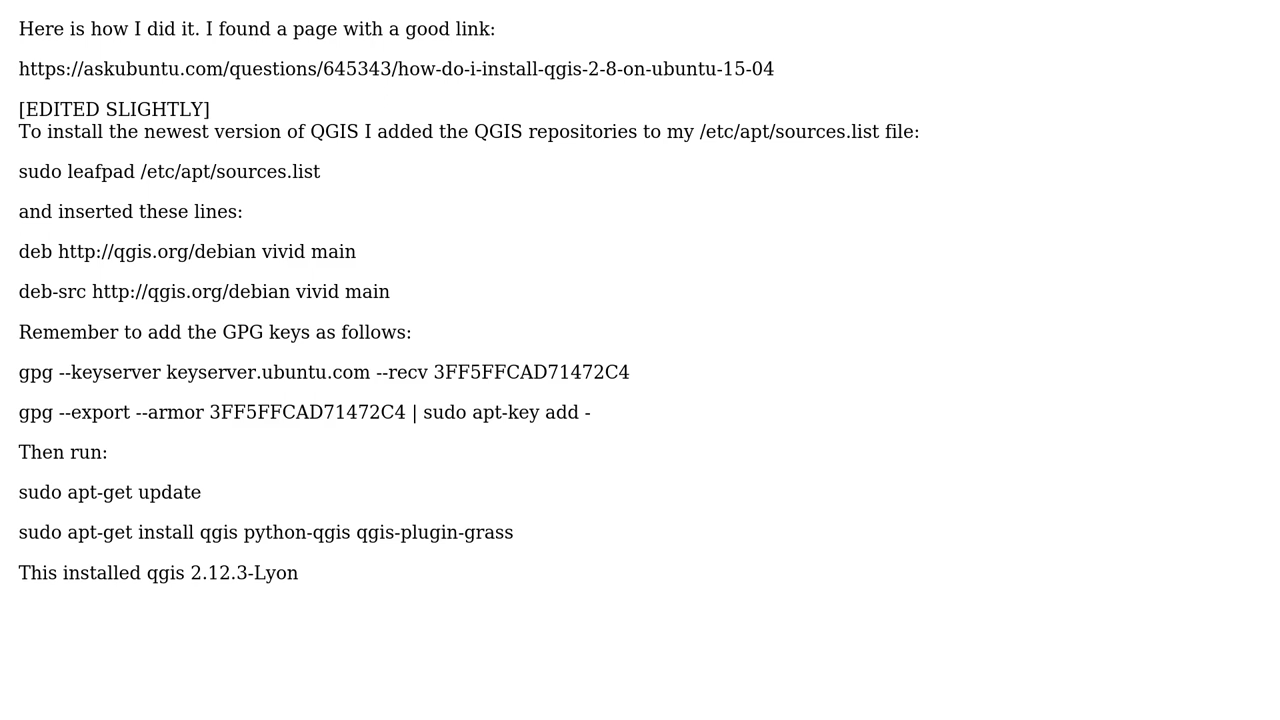 Here is how I did it. I found a page with a good link:
https://askubuntu.com/questions/645343/how-do-i-install-qgis-2-8-on-ubuntu-15-04
[EDITED SLIGHTLY]
To install the newest version of QGIS I added the QGIS repositories to my /etc/apt/sources.list file:
sudo leafpad /etc/apt/sources.list
and inserted these lines:
deb http://qgis.org/debian vivid main
deb-src http://qgis.org/debian vivid main
Remember to add the GPG keys as follows:
gpg --keyserver keyserver.ubuntu.com --recv 3FF5FFCAD71472C4
gpg --export --armor 3FF5FFCAD71472C4 | sudo apt-key add -
Then run:
sudo apt-get update
sudo apt-get install qgis python-qgis qgis-plugin-grass
This installed qgis 2.12.3-Lyon